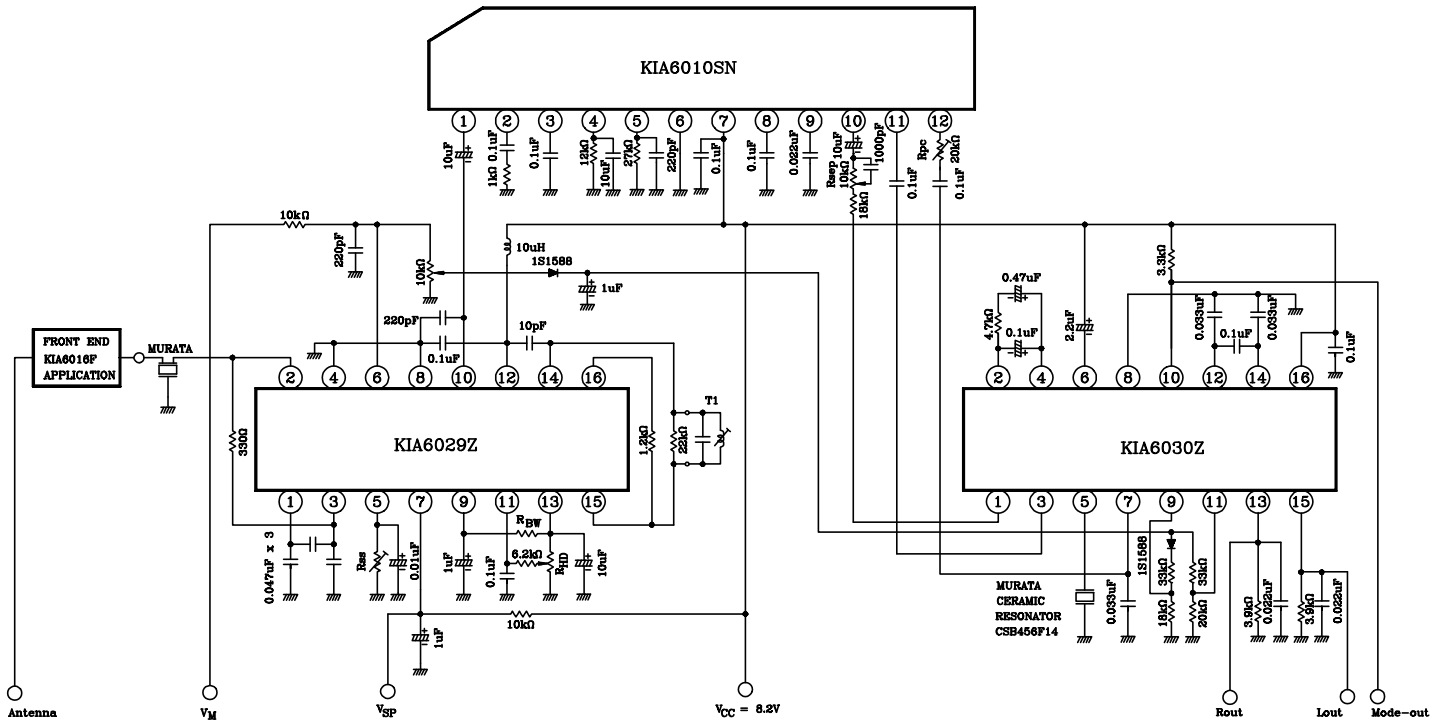 KIA6010SN
1 2 3 4 5 6 7 8 9 10 11 12
10uF
0.1uF
1kΩ
0.1uF
12kΩ
10uF
27kΩ
220pF
0.1uF
0.1uF
0.022uF
10uF
1000pF
Rsep
10kΩ
18kΩ
0.1uF
Rpc
20kΩ
0.1uF
10kΩ
220pF
10kΩ
10uH
1S1588
1uF
220pF
0.1uF
10pF
FRONT END
KIA6016F
APPLICATION
MURATA
2 4 6 8 10 12 14 16
KIA6029Z
330Ω
1.2kΩ
22kΩ
T1
1 3 5 7 9 11 13 15
0.047uF x 3
Rss
0.01uF
1uF
RBW
0.1uF
6.2kΩ
RHD
10uF
10kΩ
1uF
0.47uF
4.7kΩ
0.1uF
2.2uF
3.3kΩ
0.033uF
0.1uF
0.033uF
0.1uF
2 4 6 8 10 12 14 16
KIA6030Z
1 3 5 7 9 11 13 15
MURATA
CERAMIC
RESONATOR
CSB456F14
0.033uF
1S1588
33kΩ
18kΩ
33kΩ
20kΩ
3.9kΩ
0.022uF
3.9kΩ
0.022uF
Antenna
VM
VSP
VCC = 8.2V
Rout
Lout
Mode-out